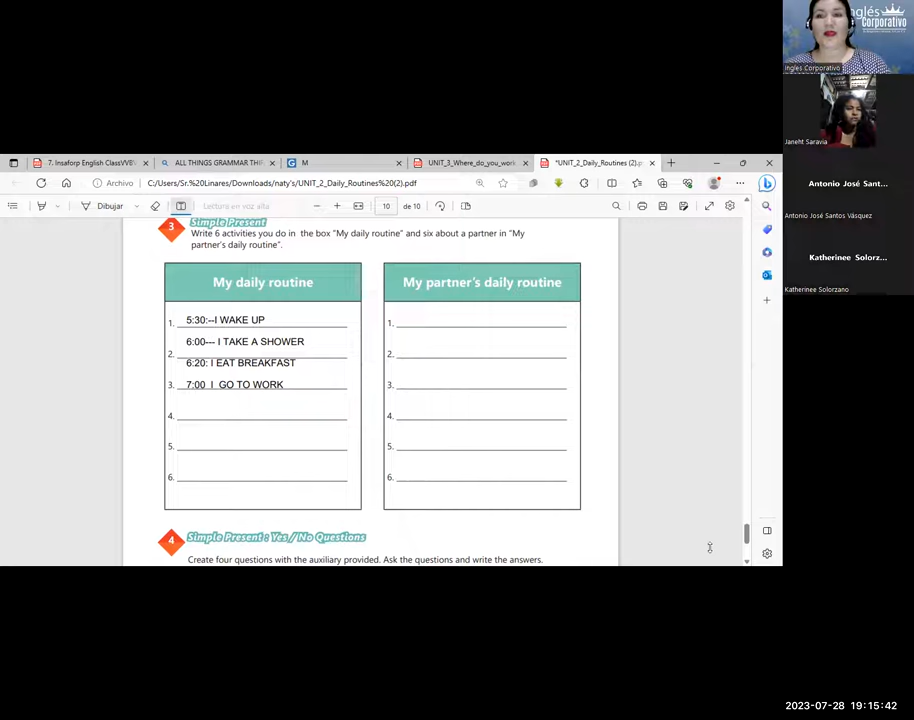 Inglés
Corporativo
Inglés Corporativo
Janeht Saravia
Antonio José Sant...
Antonio José Santos Vásquez
Katherinee Solorz...
Katherinee Solorzano
7. Insaforp English ClassVVBV
ALL THINGS GRAMMAR THIR
M
UNIT_3_Where_do_you_work
*UNIT_2_Daily_Routines (2).p
Archivo
C:/Users/Sr.%20Linares/Downloads/naty's/UNIT_2_Daily_Routines%20(2).pdf
Dibujar
Lectura en voz alta
10
de 10
3
Simple Present
Write 6 activities you do in the box "My daily routine" and six about a partner in "My
partner's daily routine".
My daily routine
1. 5:30:--I WAKE UP
6:00--- I TAKE A SHOWER
2.
6:20: I EAT BREAKFAST
3. 7:00 I GO TO WORK
4.
5.
6.
My partner's daily routine
1.
2.
3.
4.
5.
6.
4
Simple Present : Yes / No Questions
Create four questions with the auxiliary provided. Ask the questions and write the answers.
2023-07-28 19:15:42